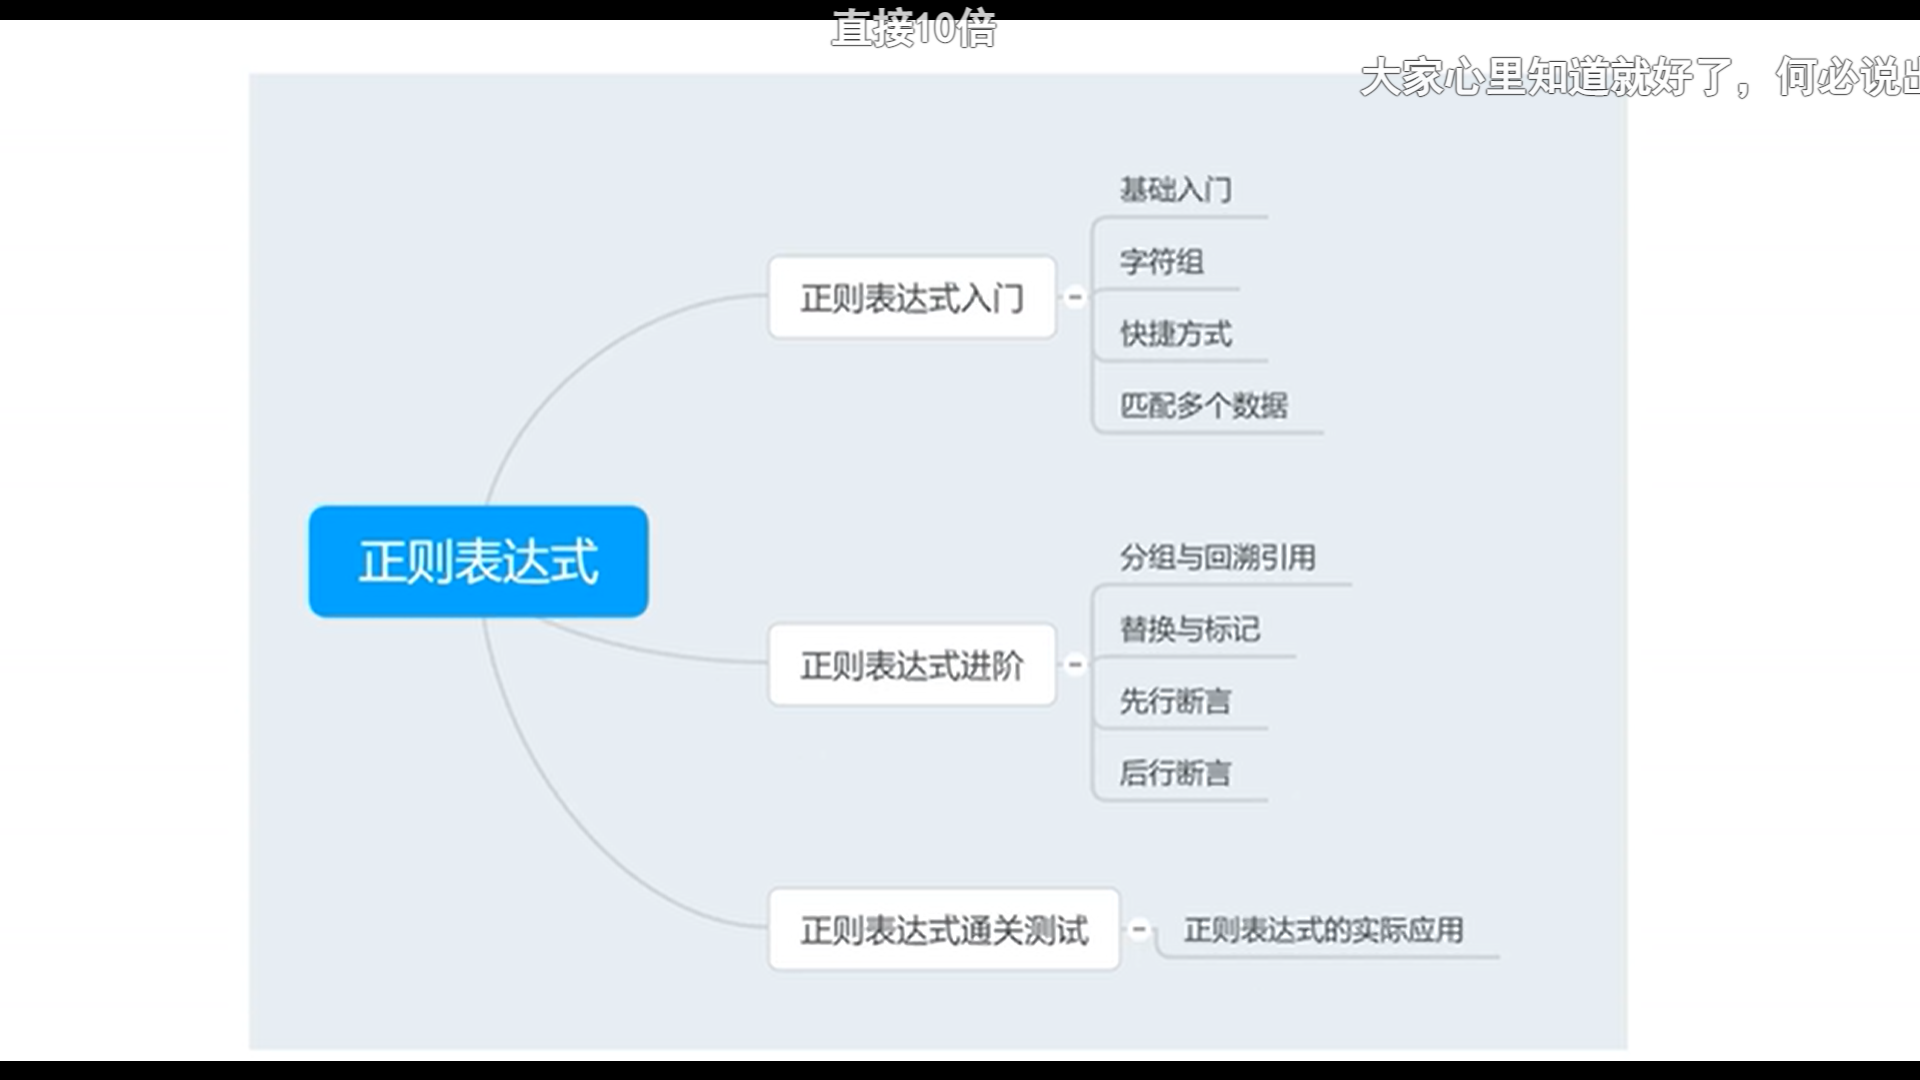 直接10倍
大家心里知道就好了，何必说出
基础入门
字符组
正则表达式入门
快捷方式
匹配多个数据
正则表达式
分组与回溯引用
替换与标记
正则表达式进阶
先行断言
后行断言
正则表达式通关测试
正则表达式的实际应用